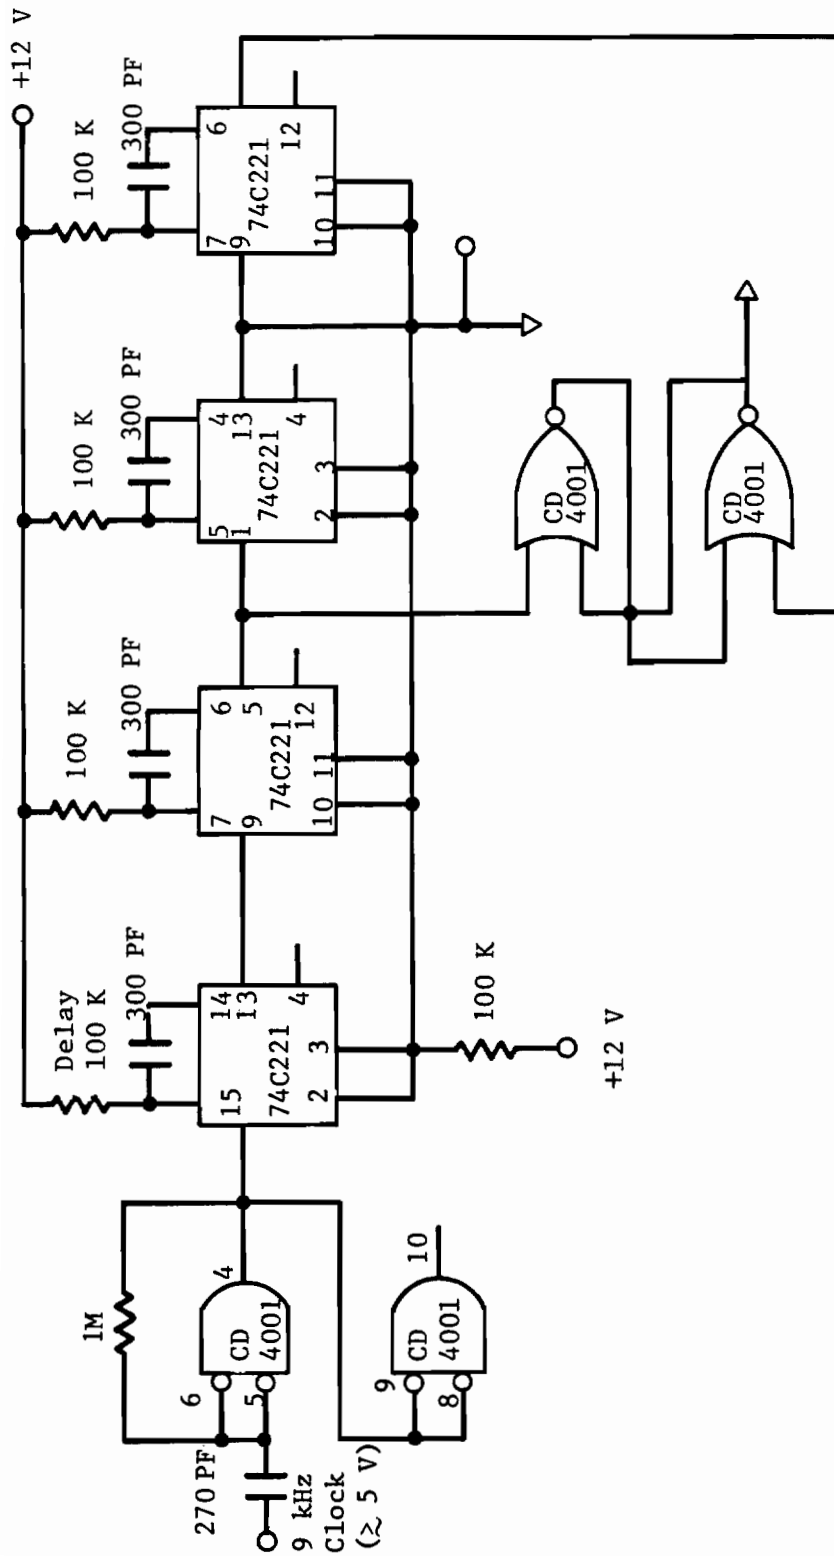 +12 V
100 K
300 PF
6
7
9
74C221
12
10
11
100 K
300 PF
4
13
5
1
74C221
4
2
3
100 K
300 PF
6
5
7
9
74C221
12
10
11
Delay
100 K
300 PF
14
13
15
74C221
4
2
3
100 K
+12 V
CD
4001
CD
4001
1M
6
5
CD
4001
4
270 PF
9 kHz
Clock
(≳ 5 V)
9
8
CD
4001
10